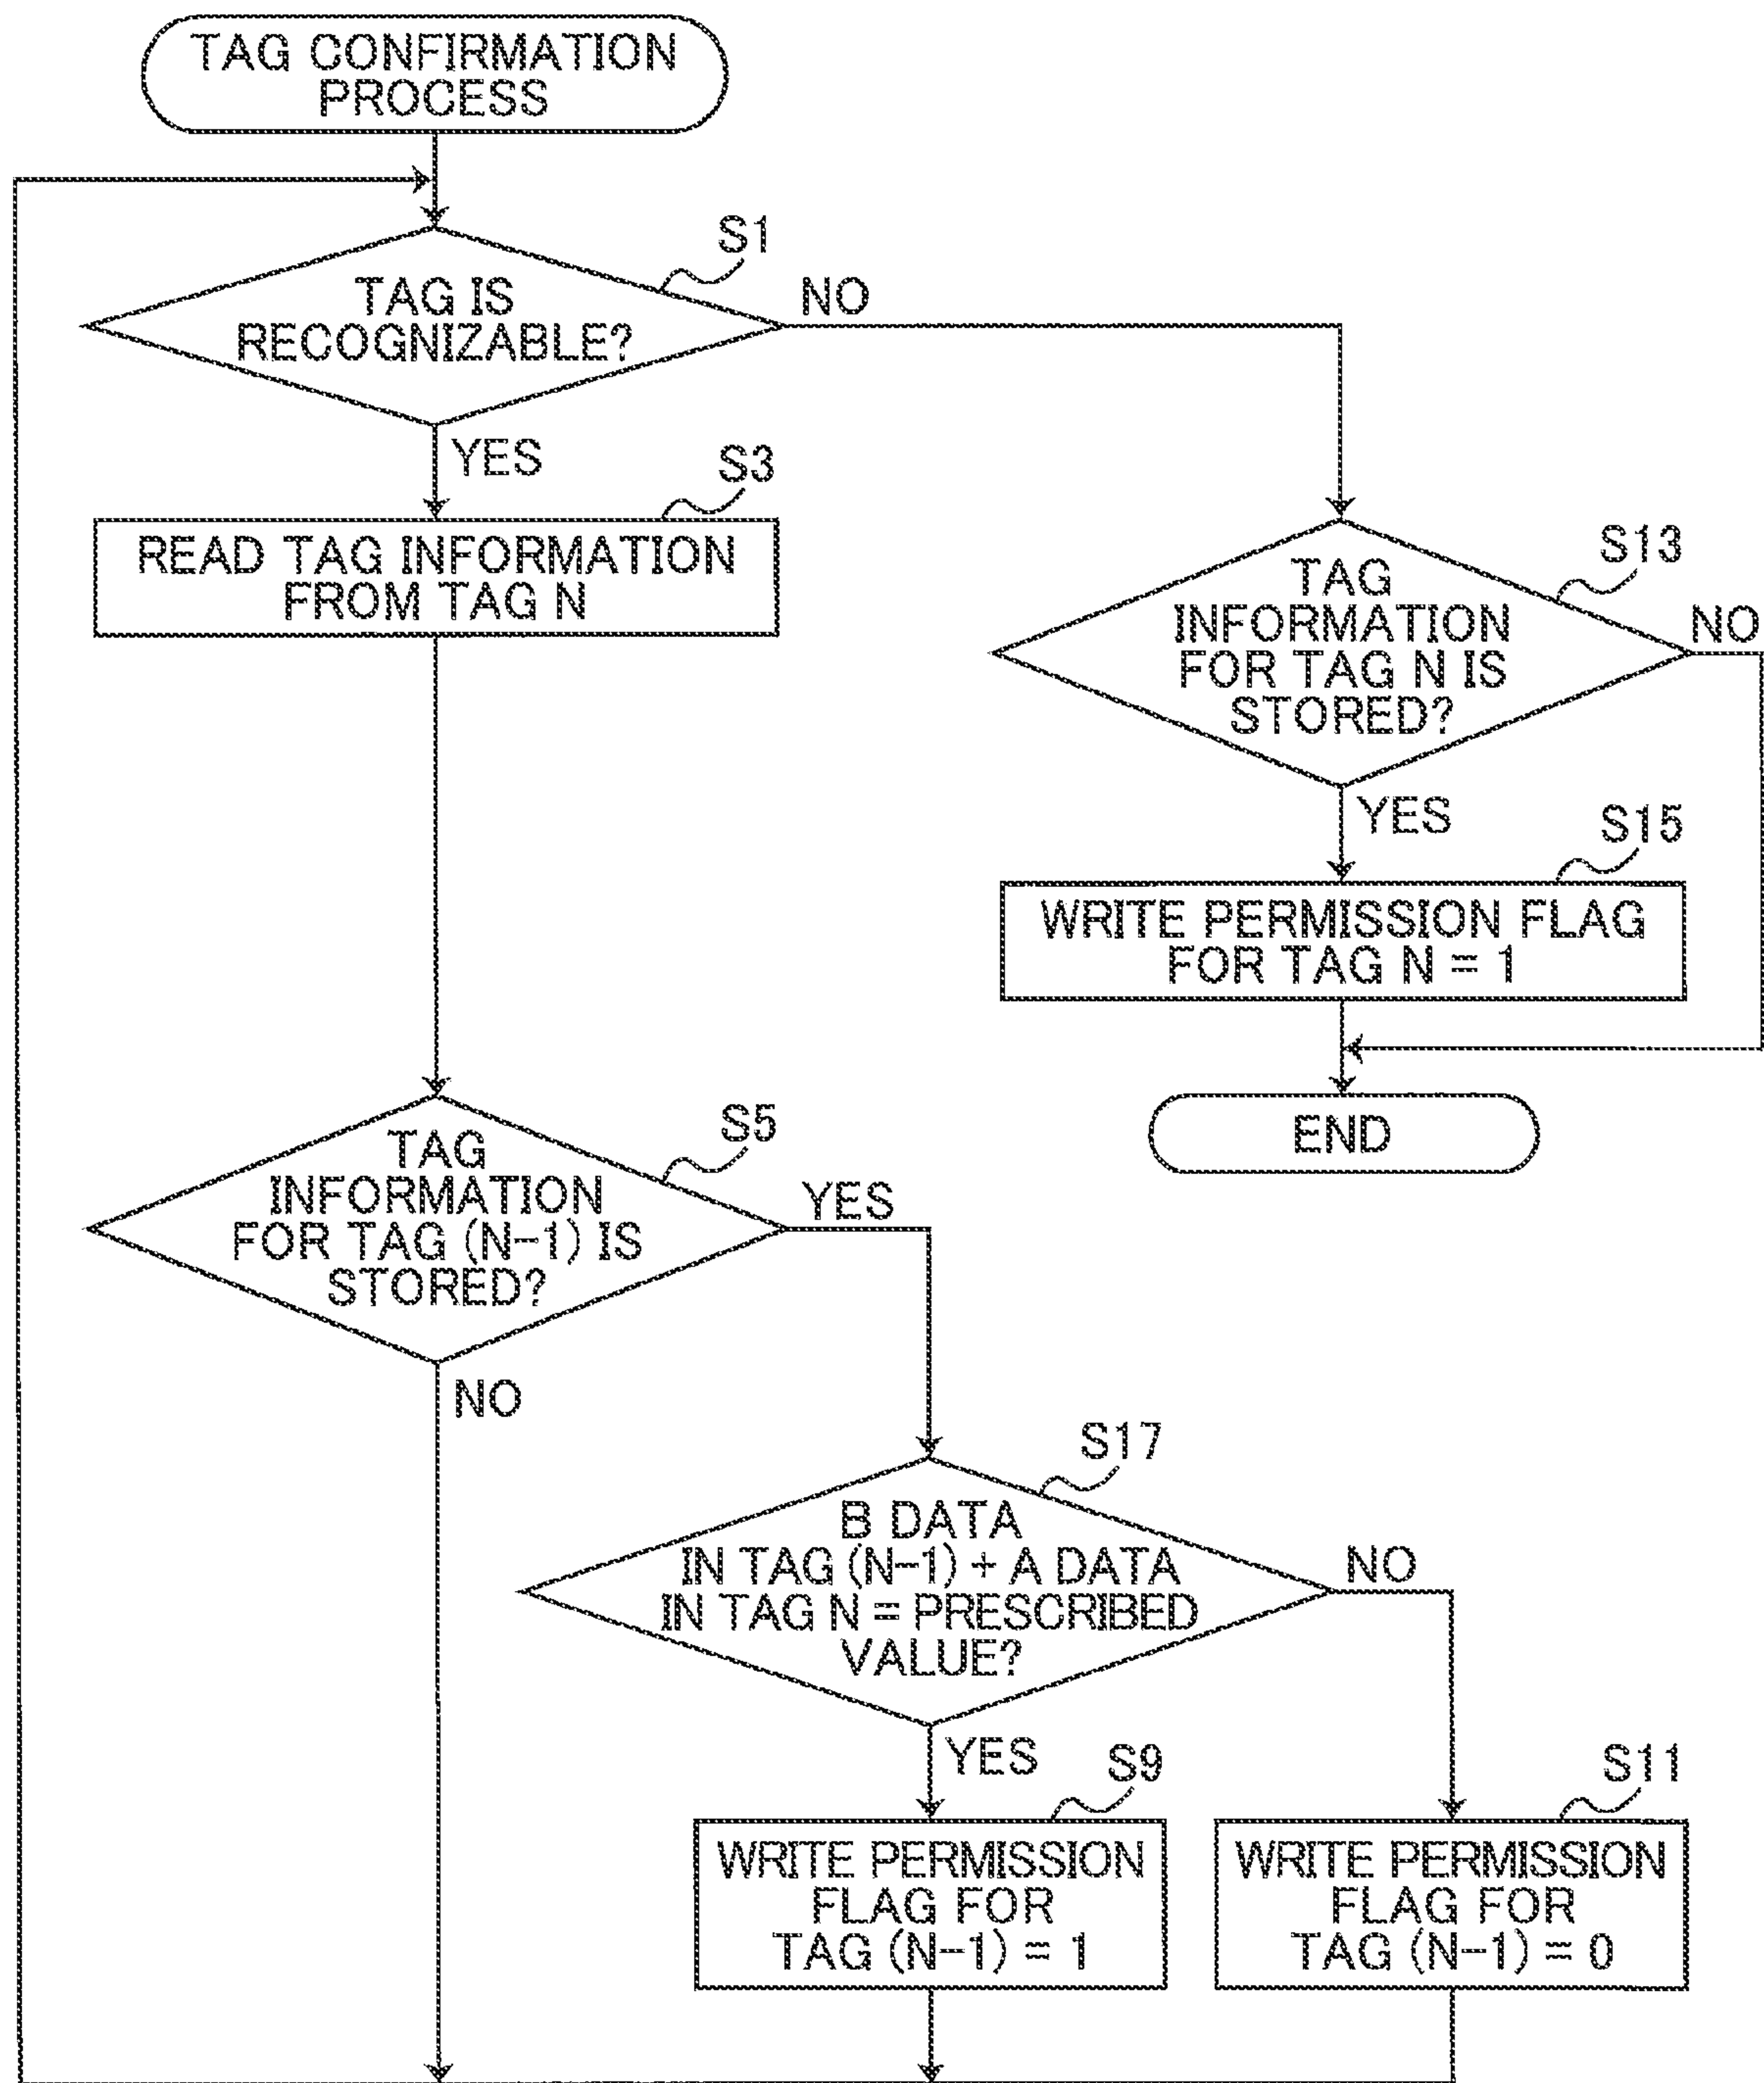 TAG CONFIRMATION
PROCESS
S1
TAG IS
RECOGNIZABLE?
NO
YES
S3
READ TAG INFORMATION
FROM TAG N
S13
TAG
INFORMATION
FOR TAG N IS
STORED?
NO
YES
S15
WRITE PERMISSION FLAG
FOR TAG N = 1
END
S5
TAG
INFORMATION
FOR TAG (N-1) IS
STORED?
YES
NO
S17
B DATA
IN TAG (N-1) + A DATA
IN TAG N = PRESCRIBED
VALUE?
NO
YES
S9
WRITE PERMISSION
FLAG FOR
TAG (N-1) = 1
S11
WRITE PERMISSION
FLAG FOR
TAG (N-1) = 0